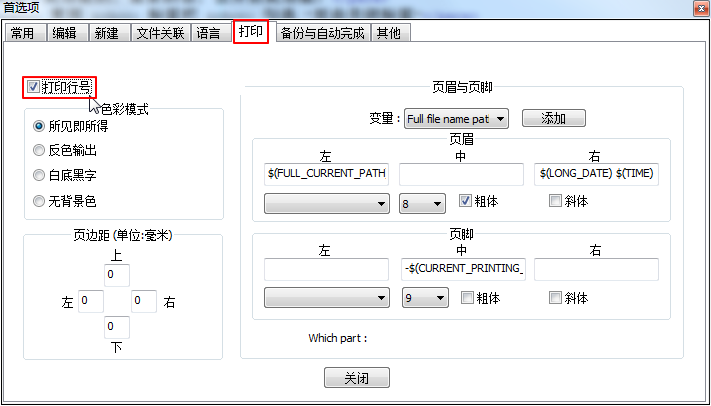 首选项
常用 编辑 新建 文件关联 语言 打印 备份与自动完成 其他
打印行号
色彩模式
所见即所得
反色输出
白底黑字
无背景色
页边距 (单位:毫米)
上
0
左 0 0 右
0
下
页眉与页脚
变量 : Full file name pat 添加
页眉
左 中 右
$(FULL_CURRENT_PATH $(LONG_DATE) $(TIME)
8 粗体 斜体
页脚
左 中 右
-$(CURRENT_PRINTING_
9 粗体 斜体
Which part :
关闭